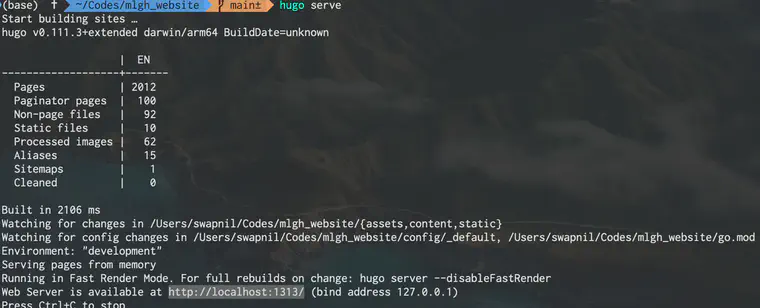 (base) † ~/Codes/mlgh_website main± hugo serve
Start building sites …
hugo v0.111.3+extended darwin/arm64 BuildDate=unknown
| EN
-------------------+-------
Pages | 2012
Paginator pages | 100
Non-page files | 92
Static files | 10
Processed images | 62
Aliases | 15
Sitemaps | 1
Cleaned | 0
Built in 2106 ms
Watching for changes in /Users/swapnil/Codes/mlgh_website/{assets,content,static}
Watching for config changes in /Users/swapnil/Codes/mlgh_website/config/_default, /Users/swapnil/Codes/mlgh_website/go.mod
Environment: "development"
Serving pages from memory
Running in Fast Render Mode. For full rebuilds on change: hugo server --disableFastRender
Web Server is available at http://localhost:1313/ (bind address 127.0.0.1)
Press Ctrl+C to stop